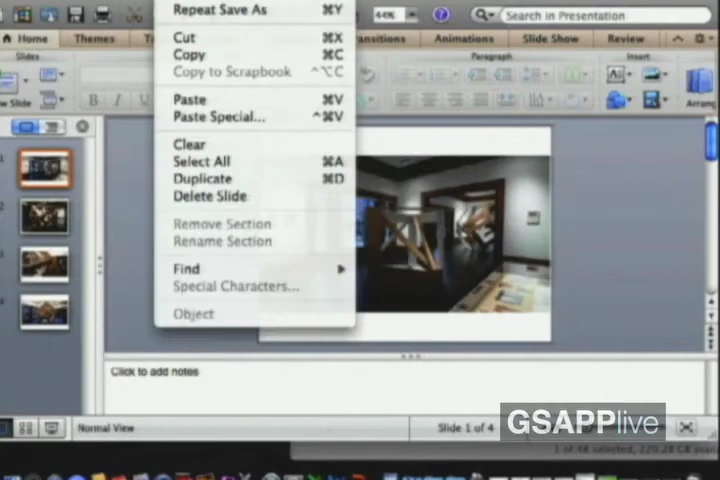 Repeat Save As ⌘Y
44%
Search in Presentation
Cut ⌘X
Home
Themes
Animations
Slide Show
Review
Copy ⌘C
Slides
Paragraph
Insert
Copy to Scrapbook ^⌥C
Paste ⌘V
B I U
Paste Special... ^⌘V
Clear
Select All ⌘A
Duplicate ⌘D
Delete Slide
Remove Section
Rename Section
Find
Special Characters...
Object
Click to add notes
Normal View
Slide 1 of 4
GSAPPlive